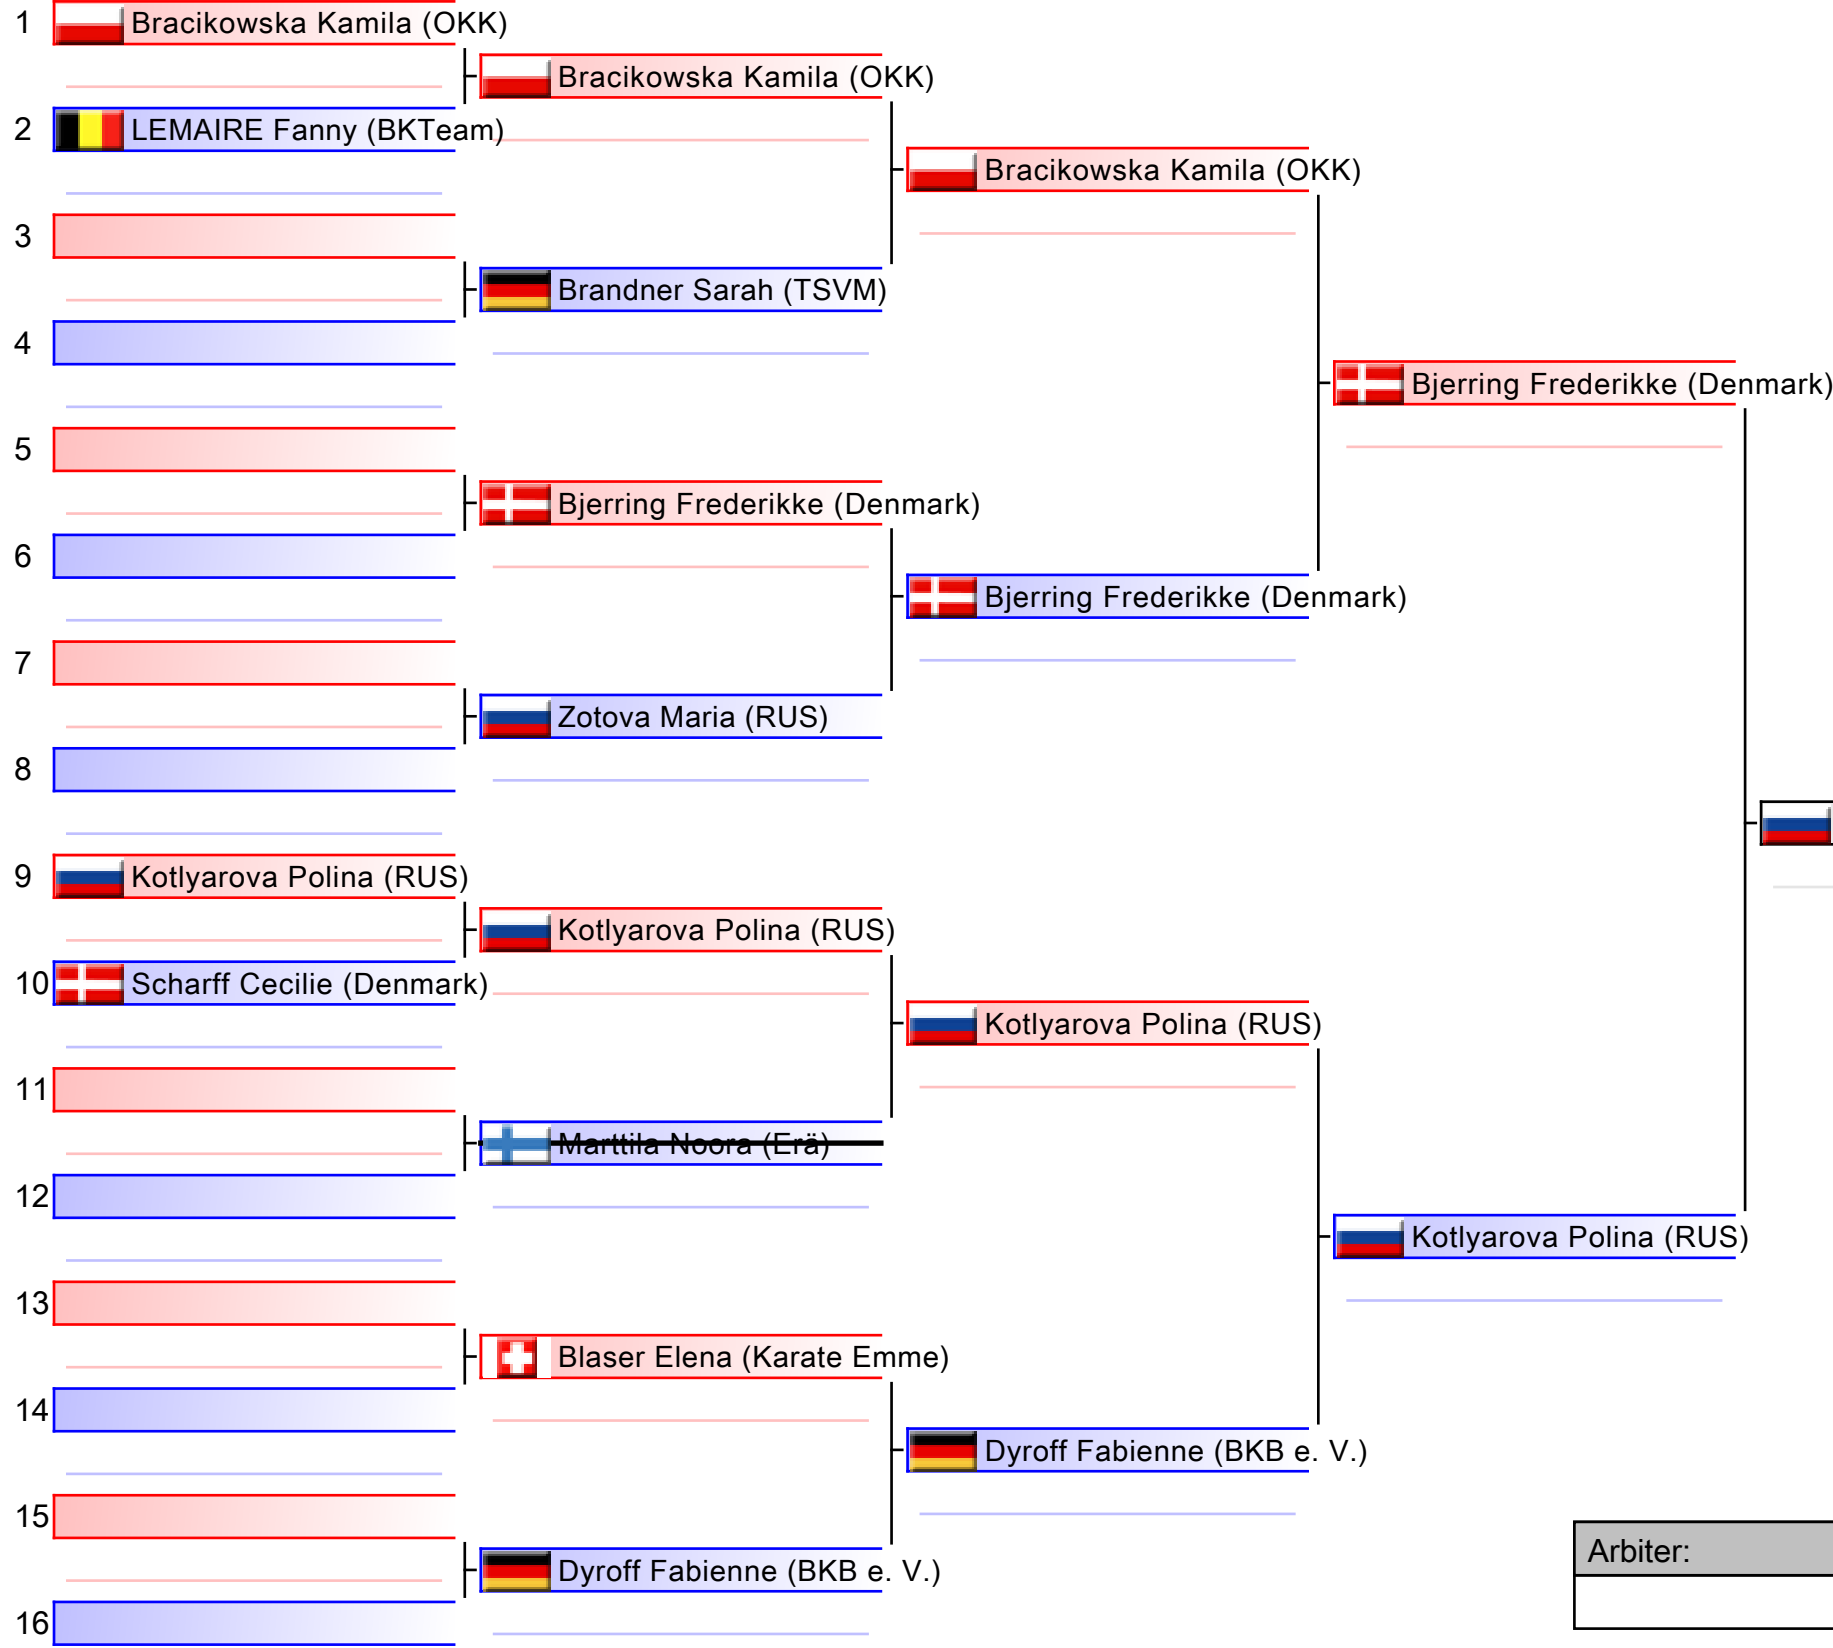 1 Bracikowska Kamila (OKK)
Bracikowska Kamila (OKK)
2 LEMAIRE Fanny (BKTeam)
Bracikowska Kamila (OKK)
3
Brandner Sarah (TSVM)
4
Bjerring Frederikke (Denmark)
5
Bjerring Frederikke (Denmark)
6
Bjerring Frederikke (Denmark)
7
Zotova Maria (RUS)
8
9 Kotlyarova Polina (RUS)
Kotlyarova Polina (RUS)
10 Scharff Cecilie (Denmark)
Kotlyarova Polina (RUS)
11
Marttila Noora (Erä)
12
Kotlyarova Polina (RUS)
13
Blaser Elena (Karate Emme)
14
Dyroff Fabienne (BKB e. V.)
15
Arbiter:
Dyroff Fabienne (BKB e. V.)
16